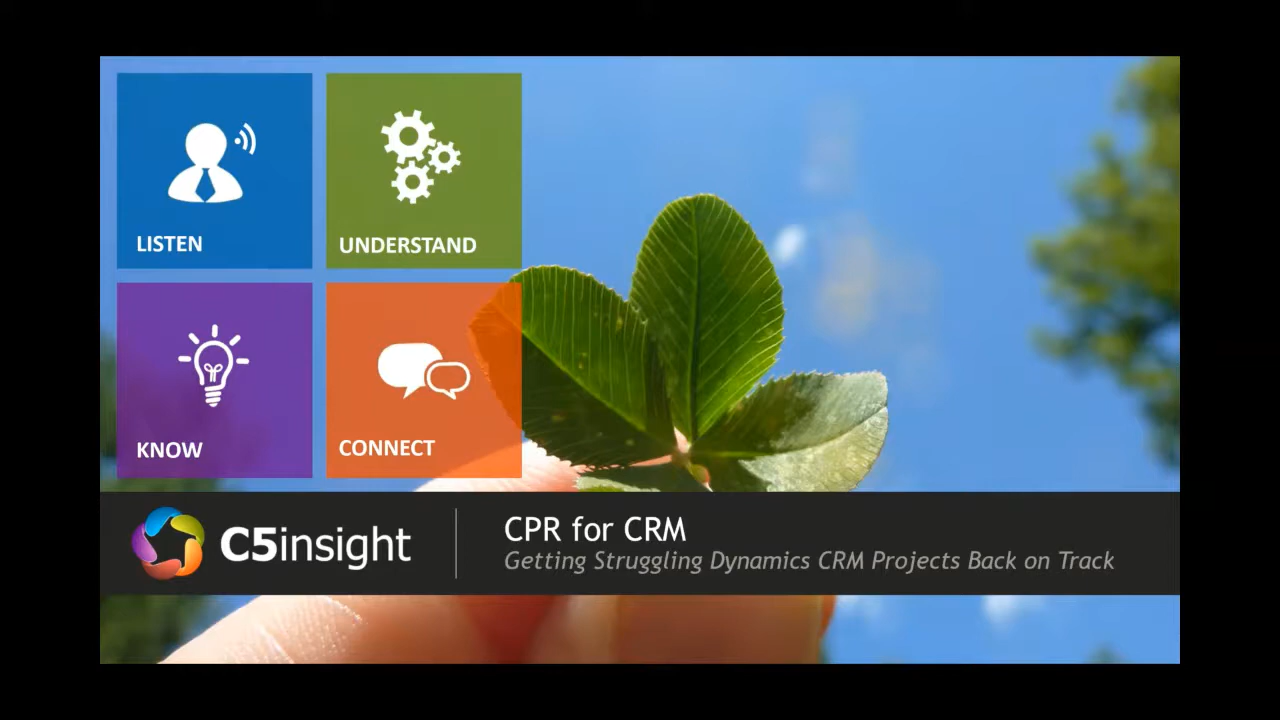 LISTEN
UNDERSTAND
KNOW
CONNECT
C5insight
CPR for CRM
Getting Struggling Dynamics CRM Projects Back on Track